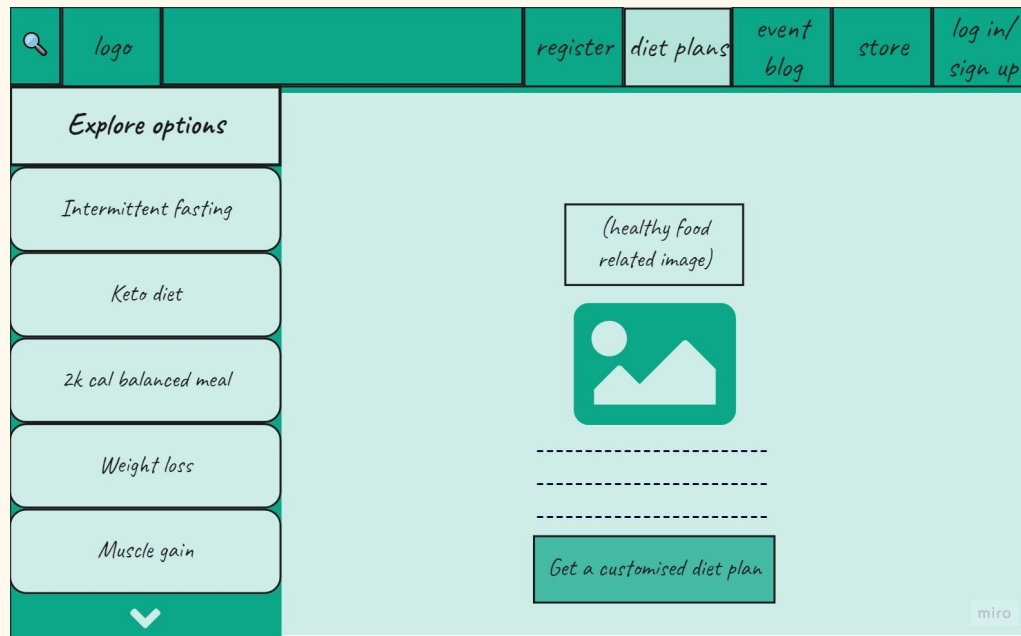 logo
register
diet plans
event
blog
store
log in/
sign up
Explore options
Intermittent fasting
Keto diet
2k cal balanced meal
Weight loss
Muscle gain
(healthy food
related image)
Get a customised diet plan
miro